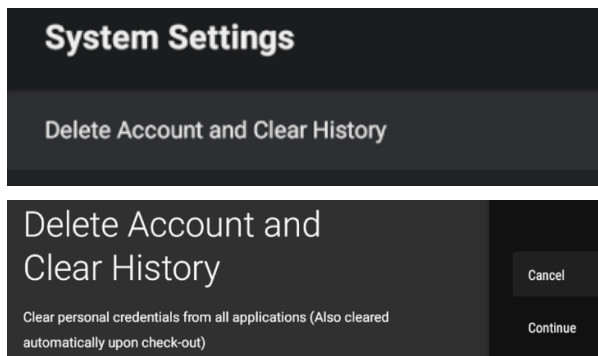 System Settings
Delete Account and Clear History
Delete Account and
Clear History
Clear personal credentials from all applications (Also cleared
automatically upon check-out)
Cancel
Continue